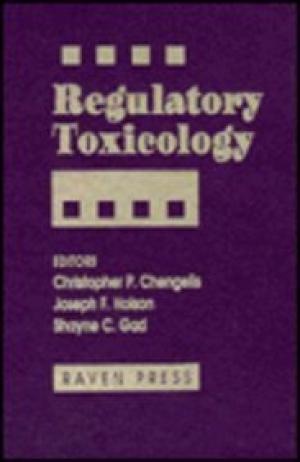 Regulatory
Toxicology
EDITORS
Christopher P. Chengelis
Joseph F. Holson
Shayne C. Gad
RAVEN PRESS